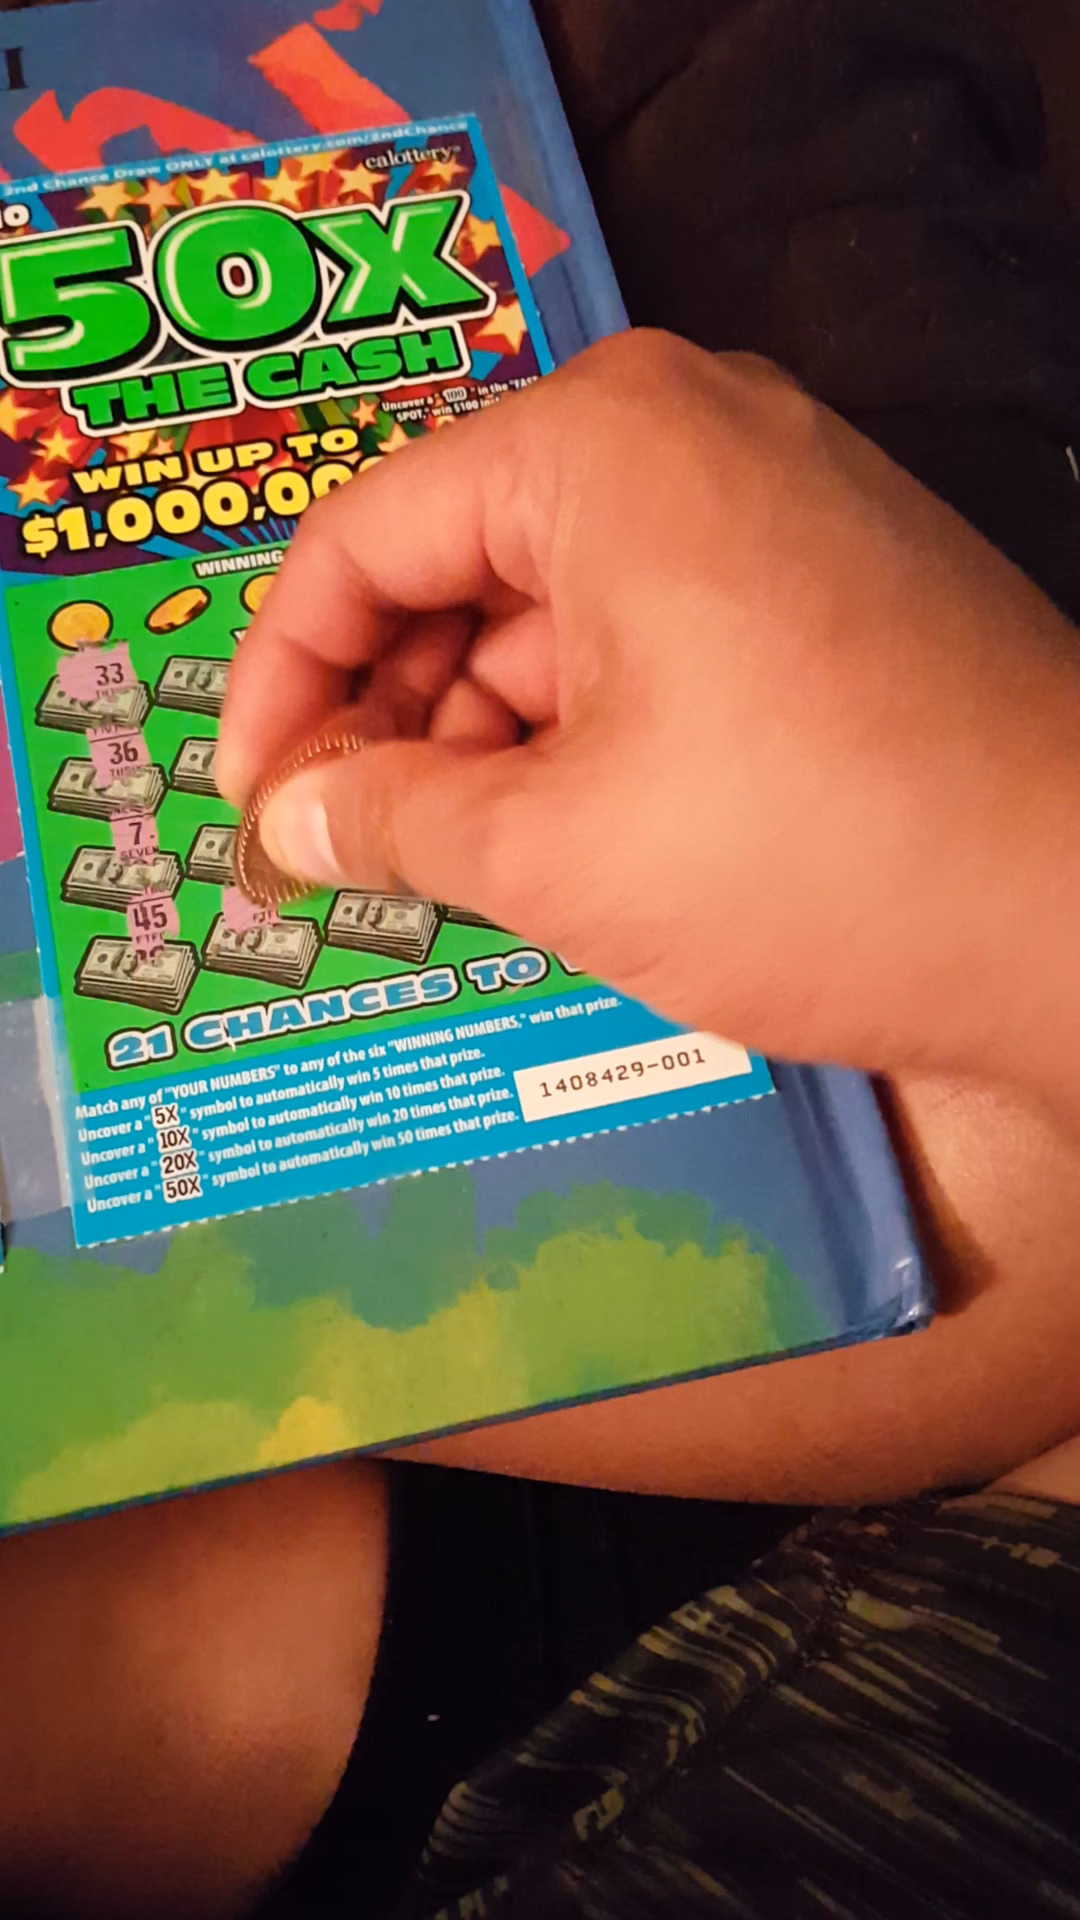 I
2nd Chance Draw ONLY at calottery.com/2ndChance
calottery
10
50X
THE CASH
Uncover a "100" in the "FAST
SPOT," win $100
WIN UP TO
$1,000,00
WINNING
33
36
7
SEVEN
45
21 CHANCES TO
Match any of "YOUR NUMBERS" to any of the six "WINNING NUMBERS," win that prize.
Uncover a "5X" symbol to automatically win 5 times that prize.
Uncover a "10X" symbol to automatically win 10 times that prize.
Uncover a "20X" symbol to automatically win 20 times that prize.
Uncover a "50X" symbol to automatically win 50 times that prize.
1408429-001